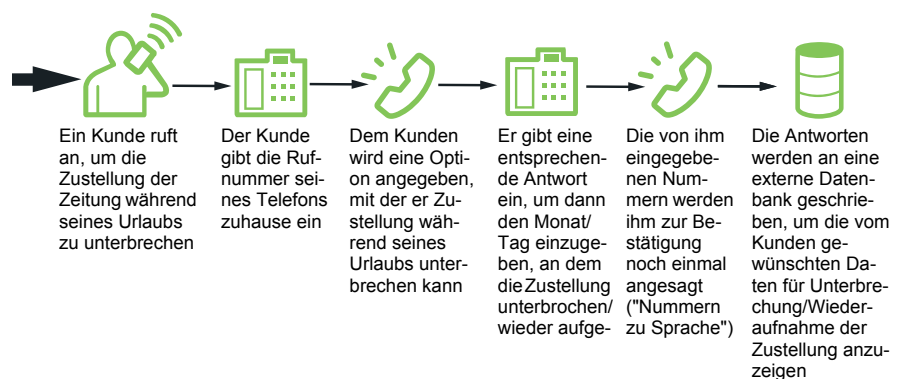 Ein Kunde ruft
an, um die
Zustellung der
Zeitung während
seines Urlaubs
zu unterbrechen
Der Kunde
gibt die Ruf-
nummer sei-
nes Telefons
zuhause ein
Dem Kunden
wird eine Opti-
on angegeben,
mit der er Zu-
stellung wäh-
rend seines
Urlaubs unter-
brechen kann
Er gibt eine
entsprechen-
de Antwort
ein, um dann
den Monat/
Tag einzuge-
ben, an dem
die Zustellung
unterbrochen/
wieder aufge-
Die von ihm
eingegebe-
nen Num-
mern werden
ihm zur Be-
stätigung
noch einmal
angesagt
("Nummern
zu Sprache")
Die Antworten
werden an eine
externe Daten-
bank geschrie-
ben, um die vom
Kunden ge-
wünschten Da-
ten für Unterbre-
chung/Wieder-
aufnahme der
Zustellung anzu-
zeigen